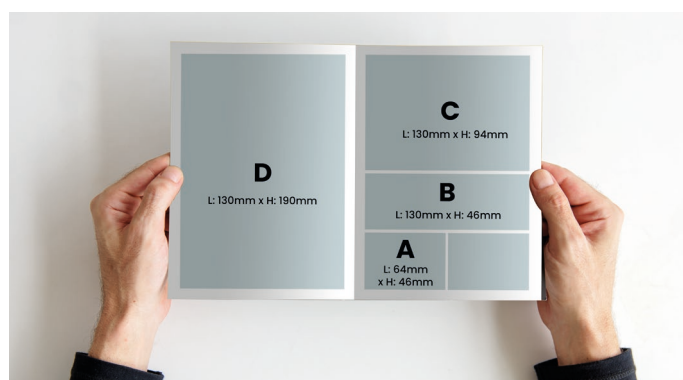 D
L: 130mm x H: 190mm
C
L: 130mm x H: 94mm
B
L: 130mm x H: 46mm
A
L: 64mm
x H: 46mm